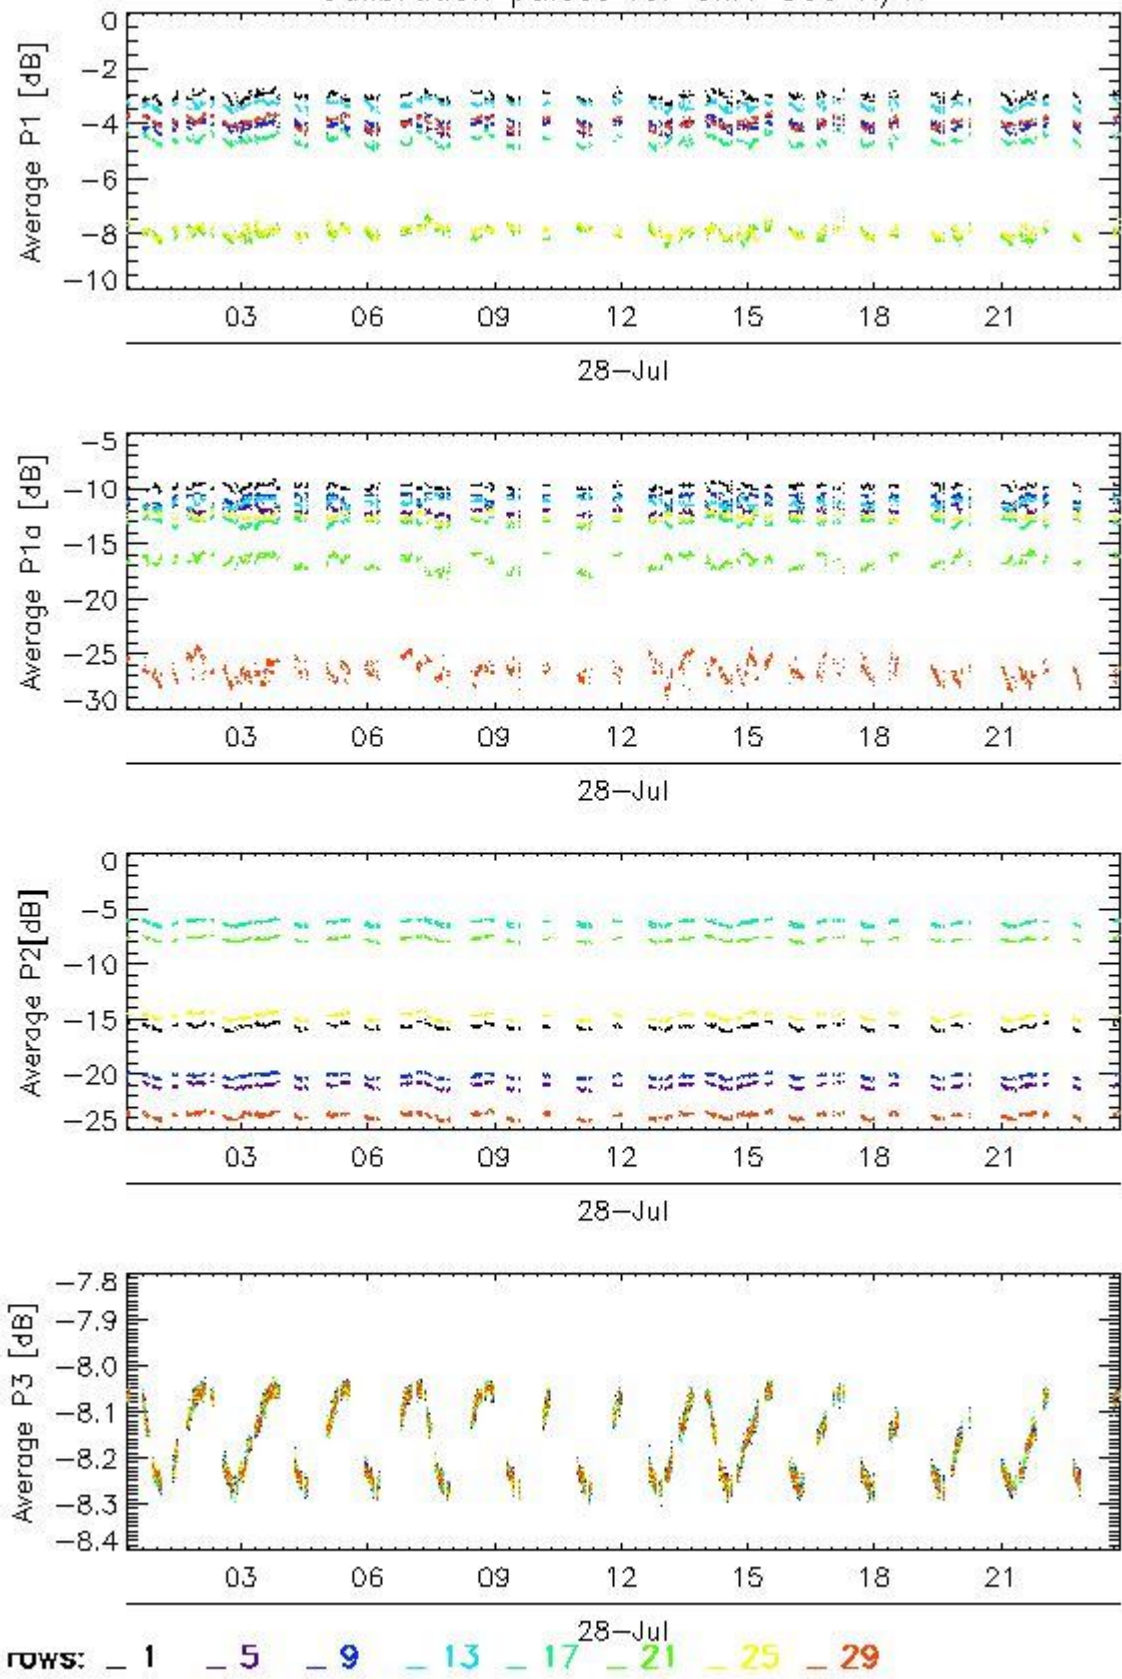 0
Average P1 [dB]
−2
−4
−6
−8
−10
03 06 09 12 15 18 21
28−Jul
−5
Average P1a [dB]
−10
−15
−20
−25
−30
03 06 09 12 15 18 21
28−Jul
0
Average P2[dB]
−5
−10
−15
−20
−25
03 06 09 12 15 18 21
28−Jul
−7.8
Average P3 [dB]
−7.9
−8.0
−8.1
−8.2
−8.3
−8.4
03 06 09 12 15 18 21
28−Jul
rows: _ 1 _ 5 _ 9 _ 13 _ 17 _ 21 _ 25 _ 29